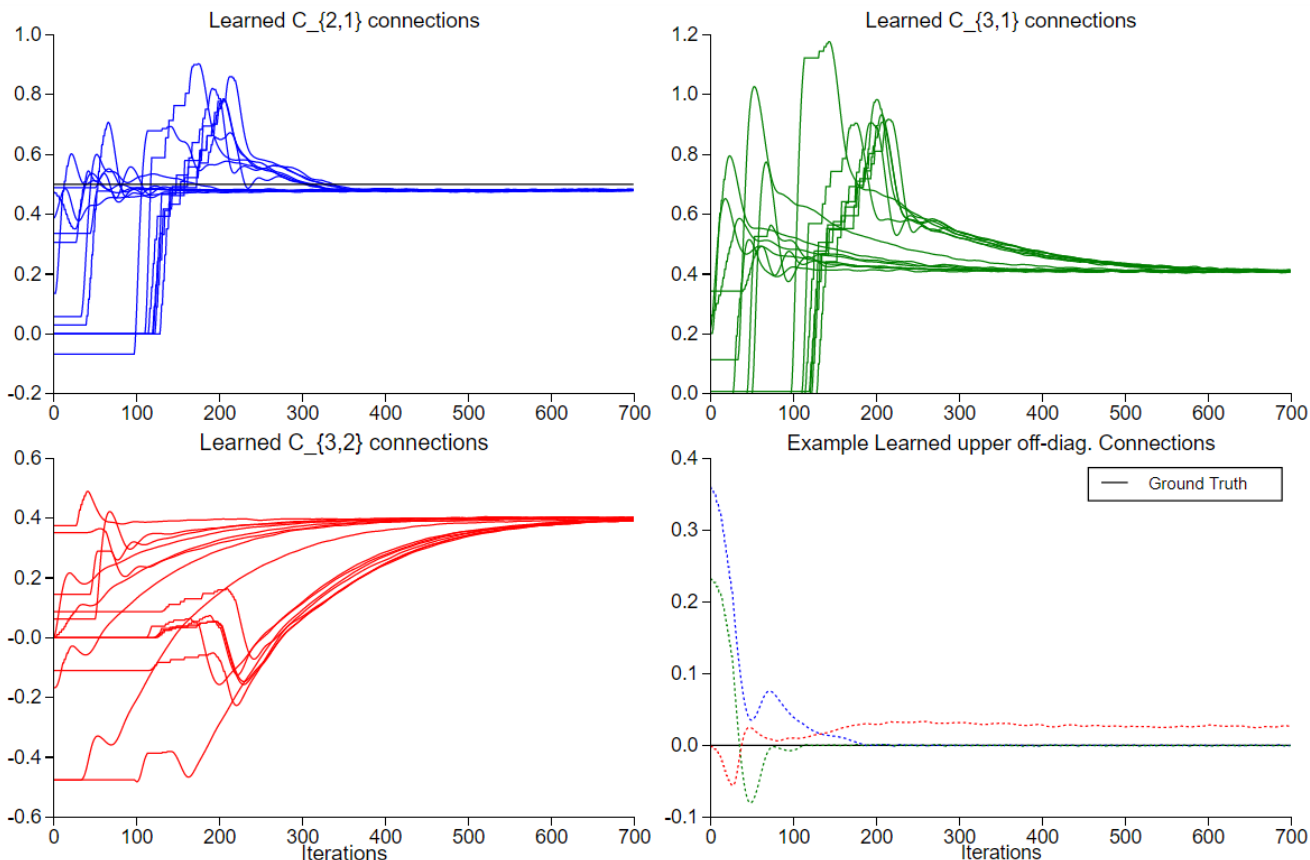 Learned C_{2,1} connections
1.0
0.8
0.6
0.4
0.2
0.0
-0.2
0 100 200 300 400 500 600 700
Learned C_{3,1} connections
1.2
1.0
0.8
0.6
0.4
0.2
0.0
0 100 200 300 400 500 600 700
Learned C_{3,2} connections
0.6
0.4
0.2
-0.0
-0.2
-0.4
-0.6
0 100 200 300 400 500 600 700
Iterations
Example Learned upper off-diag. Connections
Ground Truth
0.4
0.3
0.2
0.1
0.0
-0.1
0 100 200 300 400 500 600 700
Iterations